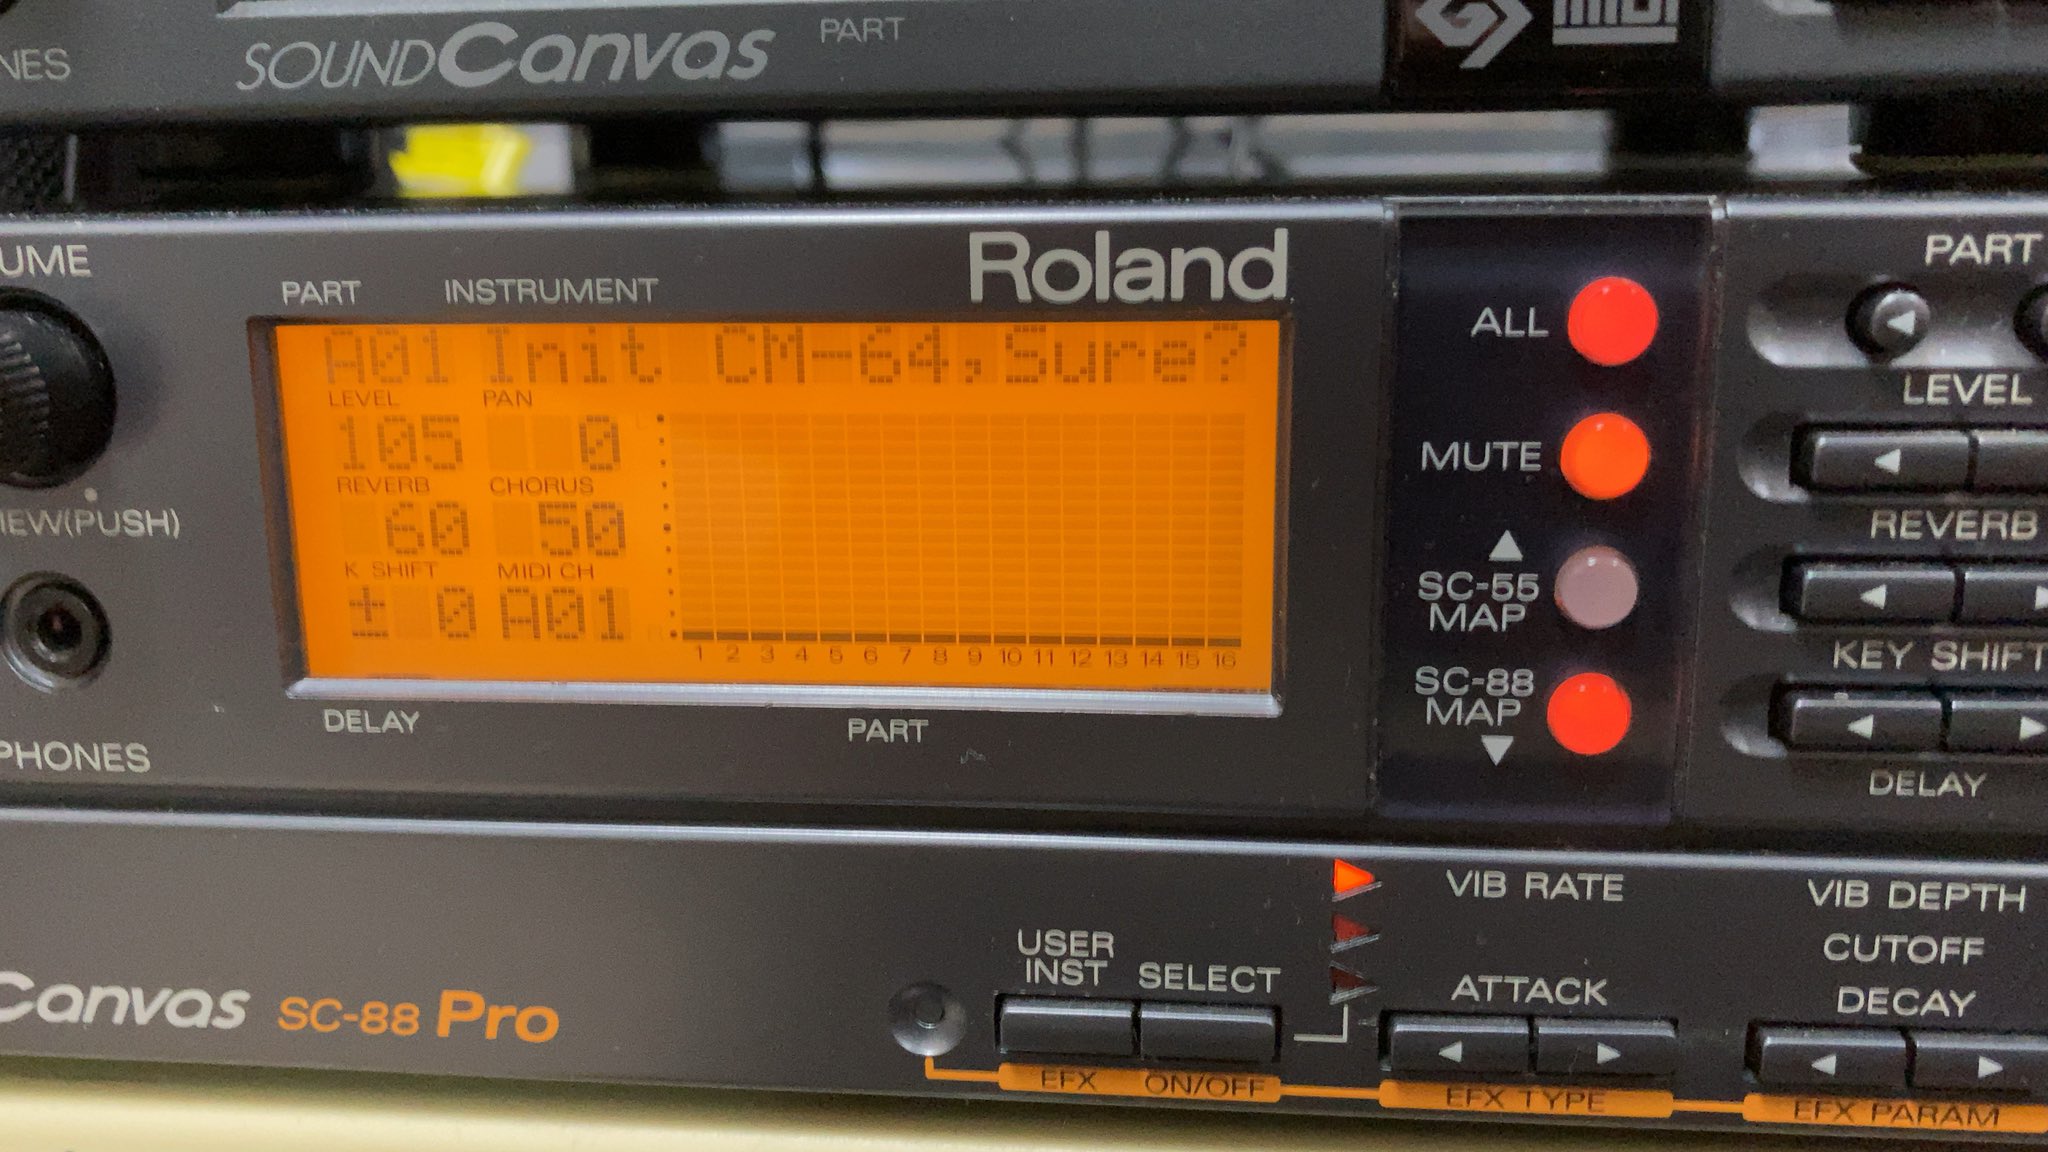 NES
SOUND Canvas
PART
midi
UME
PART INSTRUMENT
Roland
A01 Init CM-64,Sure?
LEVEL PAN
105 0
REVERB CHORUS
60 50
K SHIFT MIDI CH
± 0 A01
1 2 3 4 5 6 7 8 9 10 11 12 13 14 15 16
DELAY
PART
IEW(PUSH)
PHONES
ALL
MUTE
SC-55
MAP
SC-88
MAP
PART
LEVEL
REVERB
KEY SHIFT
DELAY
Canvas SC-88 Pro
USER
INST
SELECT
VIB RATE
ATTACK
VIB DEPTH
CUTOFF
DECAY
EFX ON/OFF
EFX TYPE
EFX PARAM